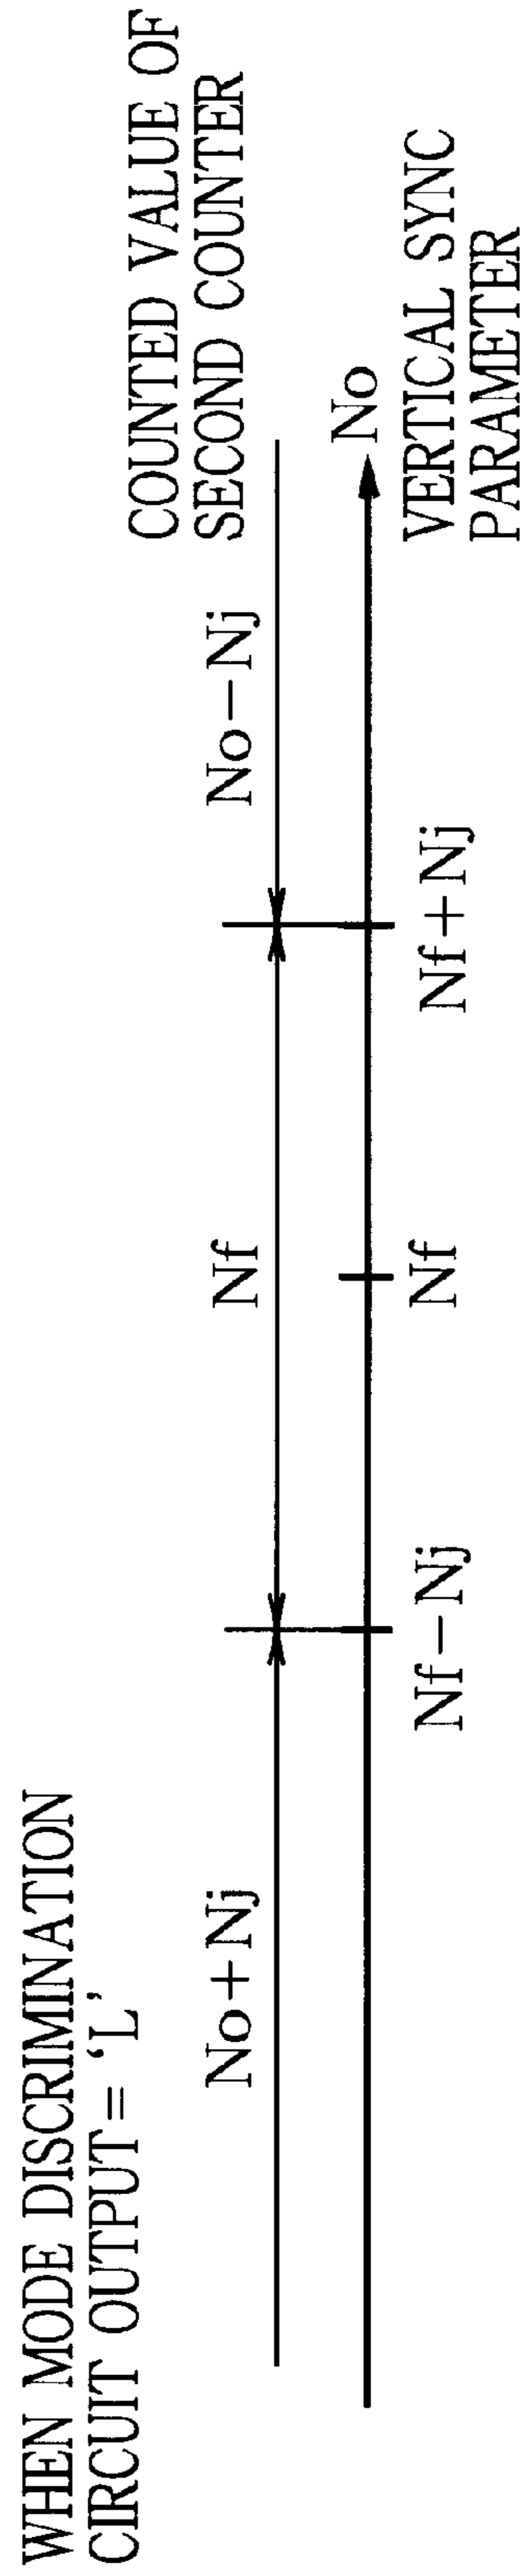 WHEN MODE DISCRIMINATION
CIRCUIT OUTPUT = ‘L’
COUNTED VALUE OF
SECOND COUNTER
No+Nj
Nf
No−Nj
No
Nf−Nj
Nf
Nf+Nj
VERTICAL SYNC
PARAMETER